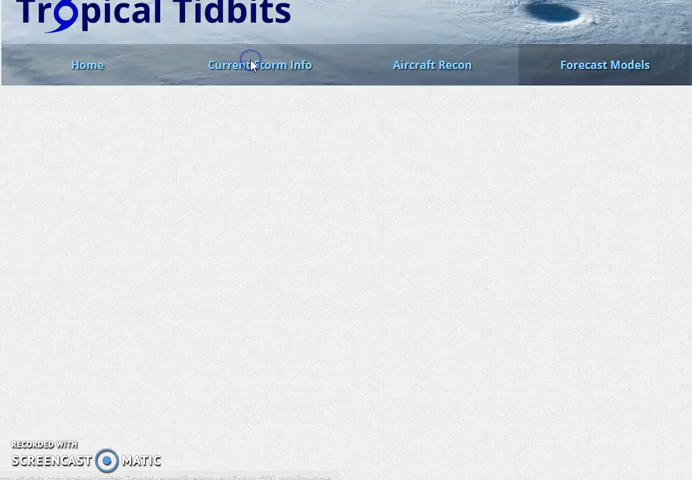 Tropical Tidbits
Home
Current Storm Info
Aircraft Recon
Forecast Models
RECORDED WITH
SCREENCAST MATIC